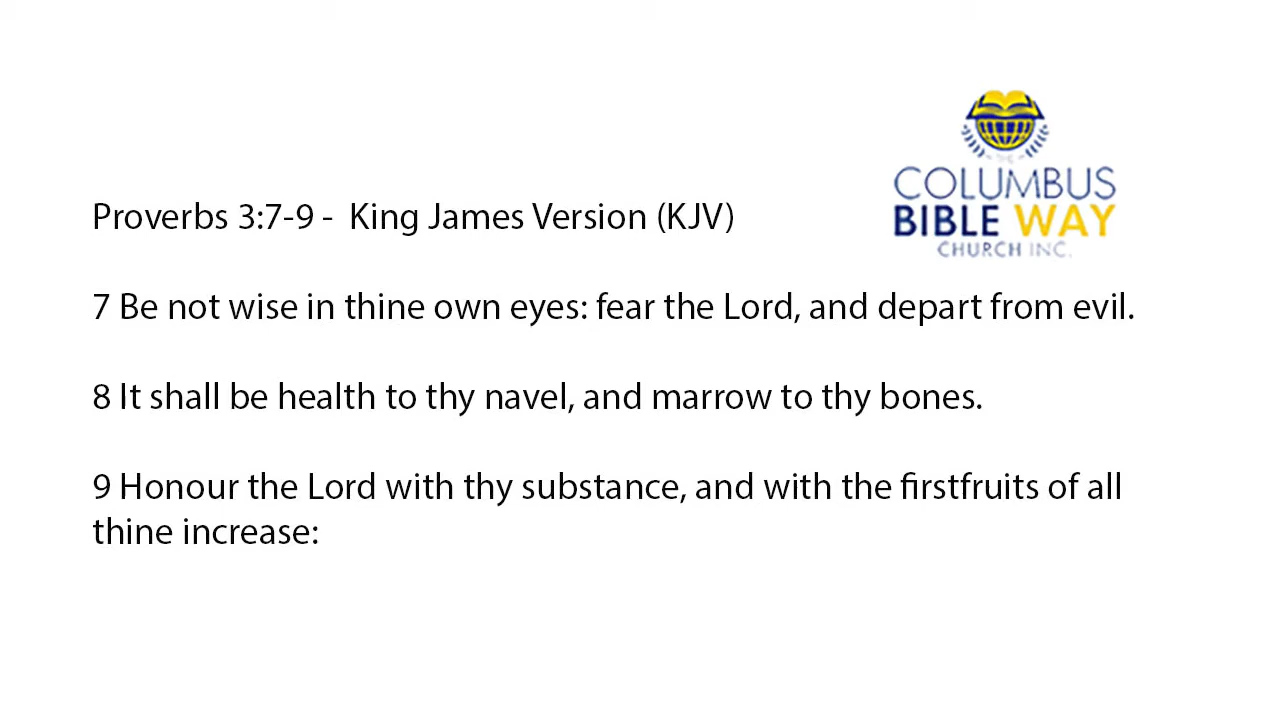 COLUMBUS
BIBLE WAY
CHURCH INC.
Proverbs 3:7-9 -  King James Version (KJV)
7 Be not wise in thine own eyes: fear the Lord, and depart from evil.
8 It shall be health to thy navel, and marrow to thy bones.
9 Honour the Lord with thy substance, and with the firstfruits of all
thine increase: